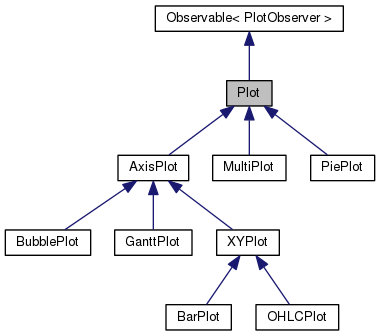 Observable< PlotObserver >
Plot
AxisPlot
MultiPlot
PiePlot
BubblePlot
GanttPlot
XYPlot
BarPlot
OHLCPlot